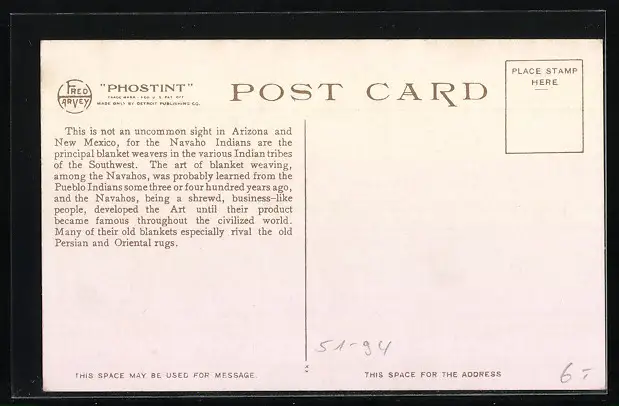 FRED
HARVEY
"PHOSTINT"
TRADE MARK REG. U. S. PAT. OFF.
MADE ONLY BY DETROIT PUBLISHING CO.
POST CARD
PLACE STAMP
HERE
This is not an uncommon sight in Arizona and
New Mexico, for the Navaho Indians are the
principal blanket weavers in the various Indian tribes
of the Southwest. The art of blanket weaving,
among the Navahos, was probably learned from the
Pueblo Indians some three or four hundred years ago,
and the Navahos, being a shrewd, business-like
people, developed the Art until their product
became famous throughout the civilized world.
Many of their old blankets especially rival the old
Persian and Oriental rugs.
51-94
THIS SPACE MAY BE USED FOR MESSAGE.
THIS SPACE FOR THE ADDRESS
6.-